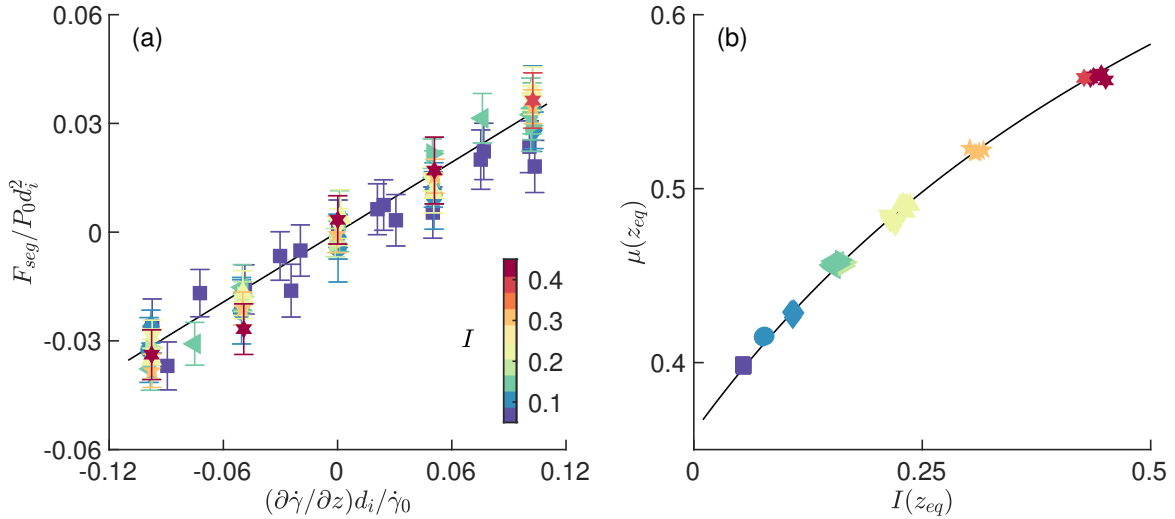 (a)
0.06
0.03
0
-0.03
-0.06
F_{seg}/P_0d_i^2
-0.12
-0.06
0
0.06
0.12
(∂γ̇/∂z)d_i/γ̇_0
I
0.4
0.3
0.2
0.1
(b)
0.6
0.5
0.4
μ(z_{eq})
0
0.25
0.5
I(z_{eq})